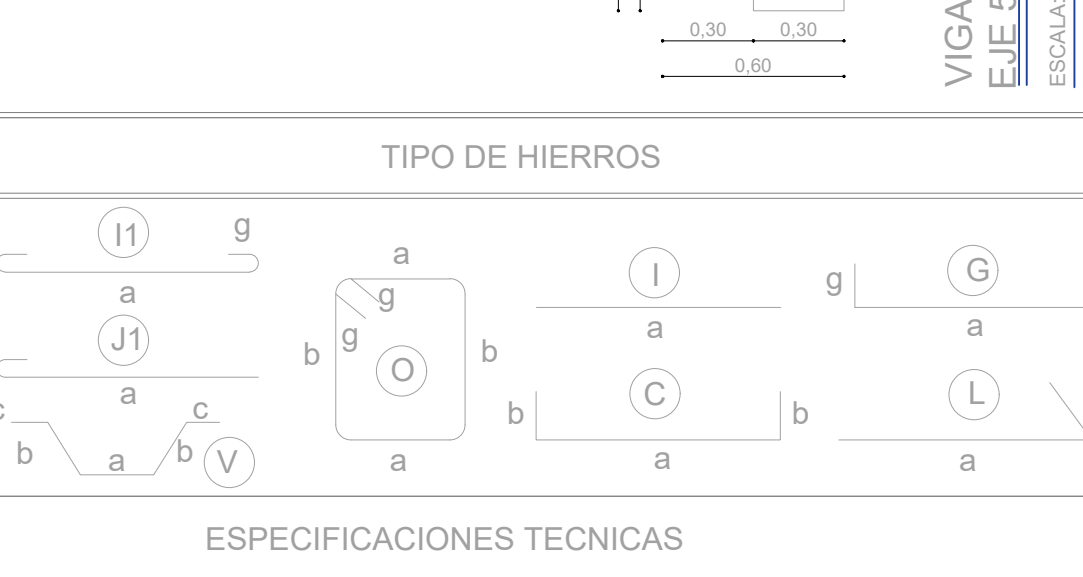 0,30 0,30
0,60
VIGA
EJE 5
ESCALA:
TIPO DE HIERROS
I1 g
a
J1
a
c c
b a b V
a
g
g
b O b
a
I
a
C
b b
a
g G
a
L
a
ESPECIFICACIONES TECNICAS